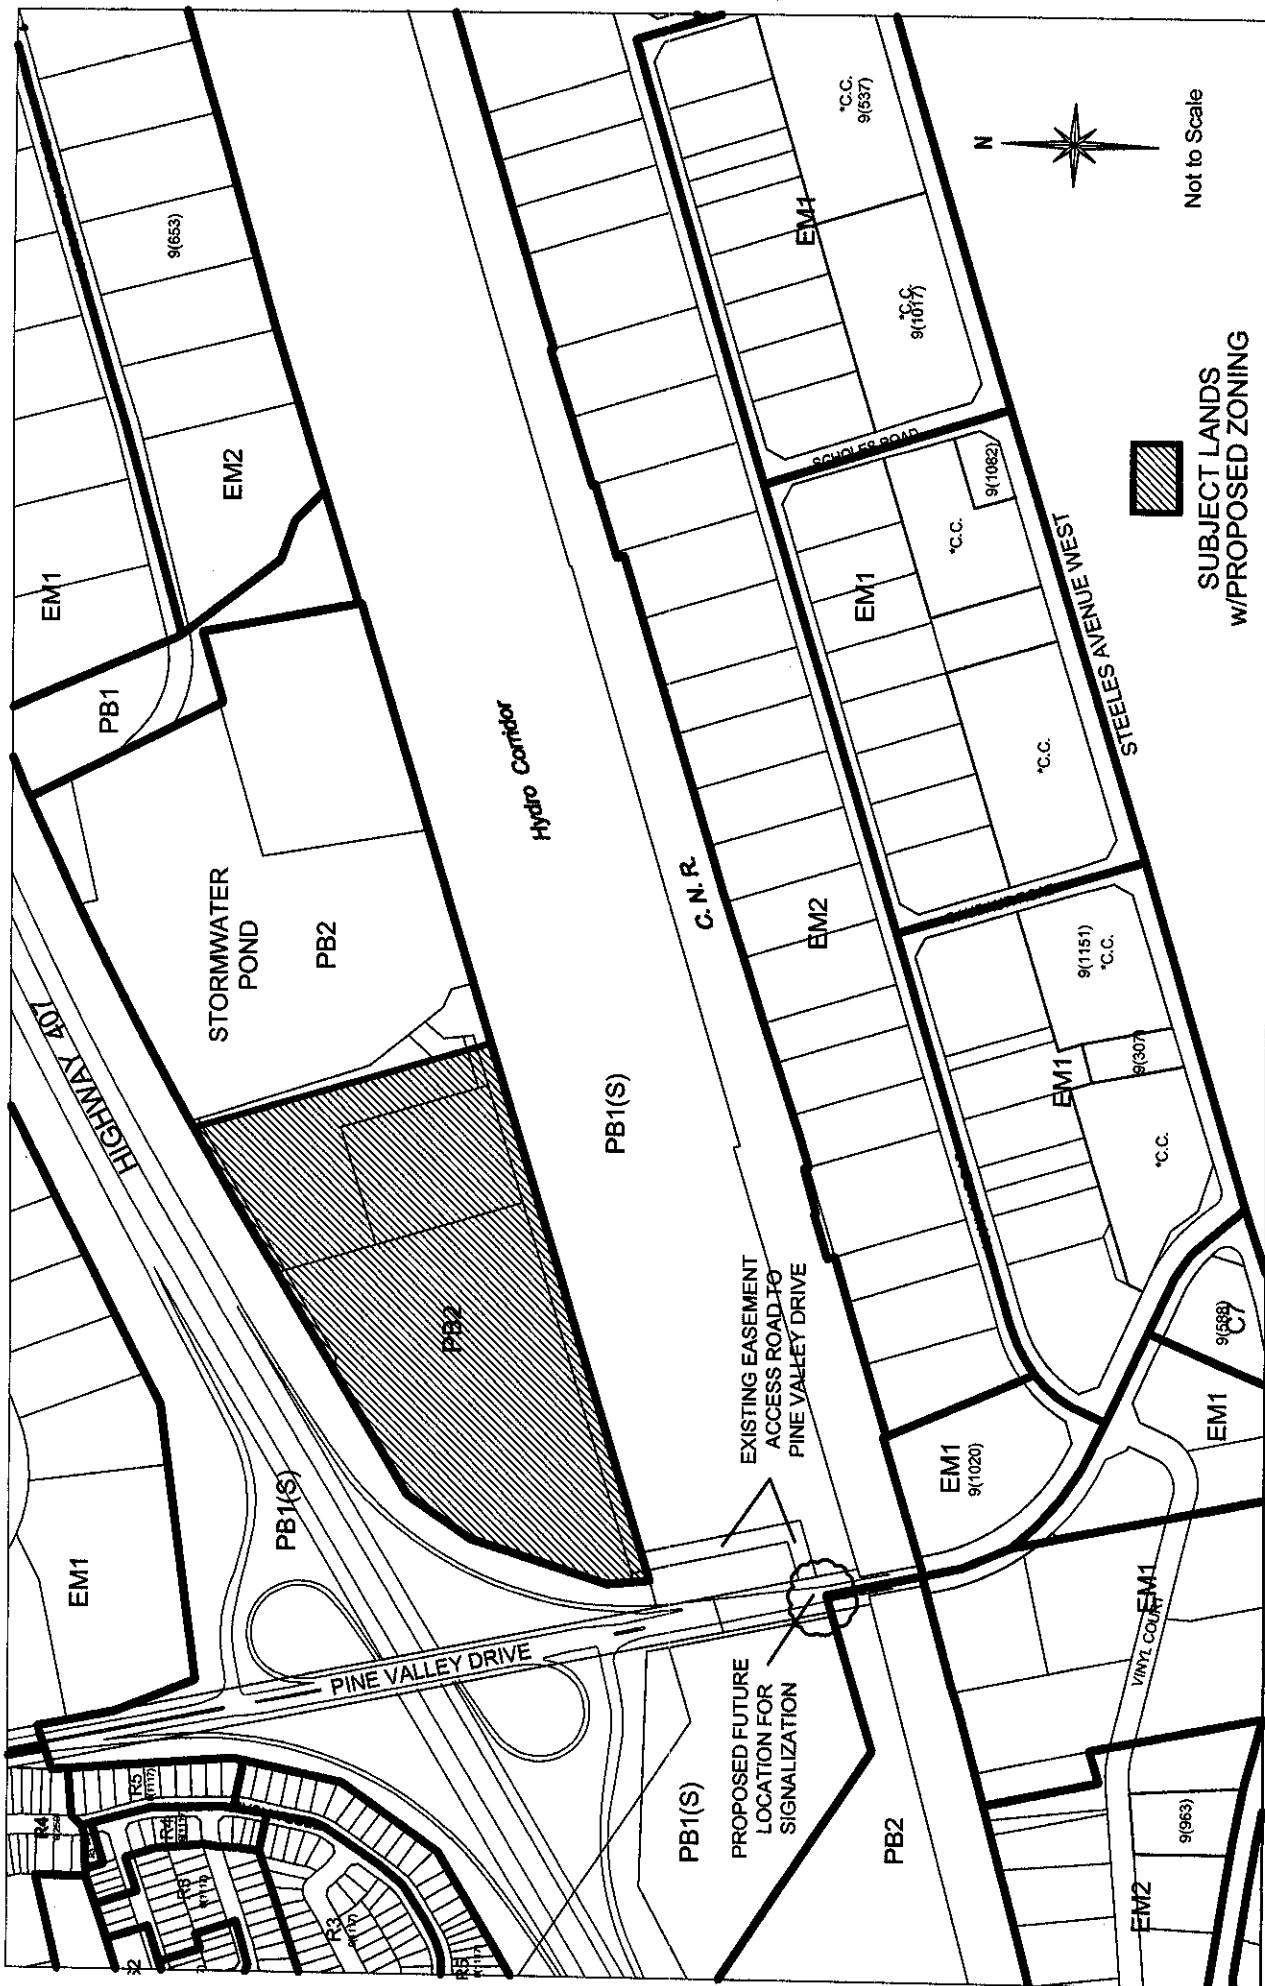 EM1
9(653)
EM2
PB1
HIGHWAY 407
STORMWATER
POND
PB2
Hydro Corridor
C. N. R.
PB1(S)
PB2
EM1
PB1(S)
PINE VALLEY DRIVE
EXISTING EASEMENT
ACCESS ROAD TO
PINE VALLEY DRIVE
PROPOSED FUTURE
LOCATION FOR
SIGNALIZATION
PB1(S)
PB2
R4
R5
R3
EM2
EM1
*C.C.
9(537)
*C.C.
9(1017)
SCHOLES ROAD
9(1082)
*C.C.
EM1
*C.C.
STEELES AVENUE WEST
9(1151)
*C.C.
9(307)
EM1
*C.C.
EM1
9(1020)
9(588)
C7
EM1
EM1
VINYL COURT
9(963)
EM2
N
Not to Scale
SUBJECT LANDS
w/PROPOSED ZONING